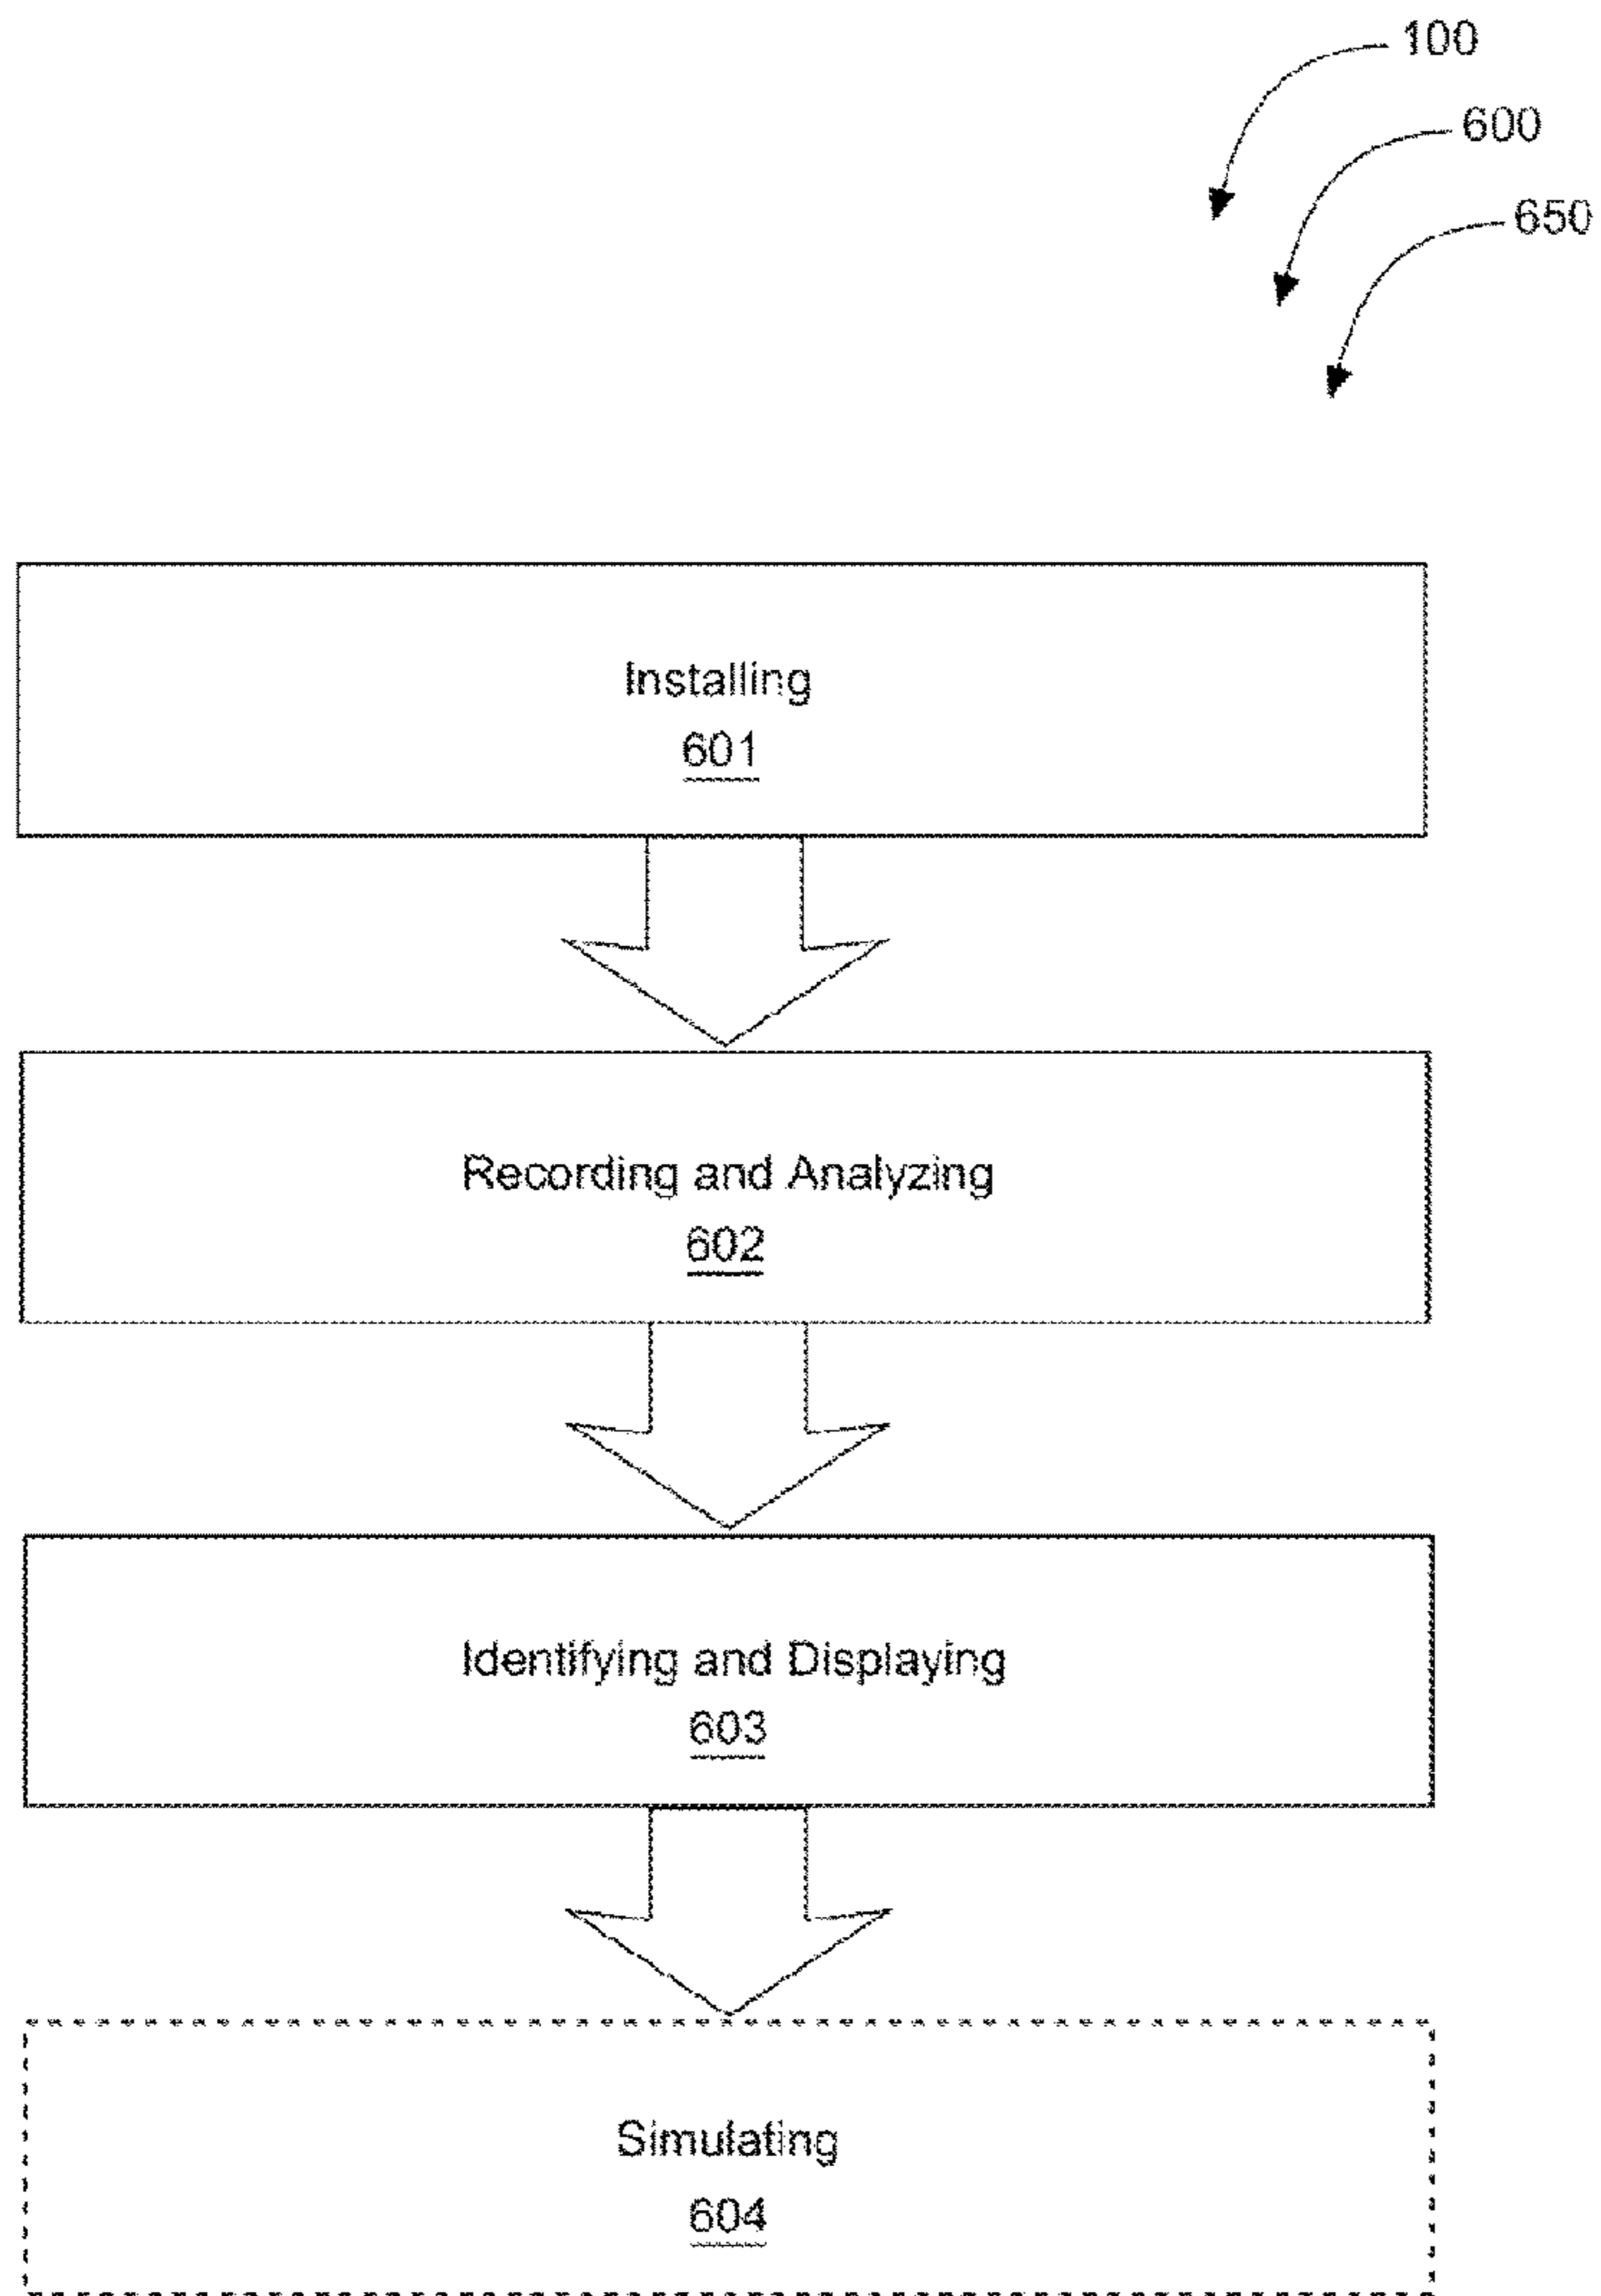 100
600
650
Installing
601
Recording and Analyzing
602
Identifying and Displaying
603
Simulating
604